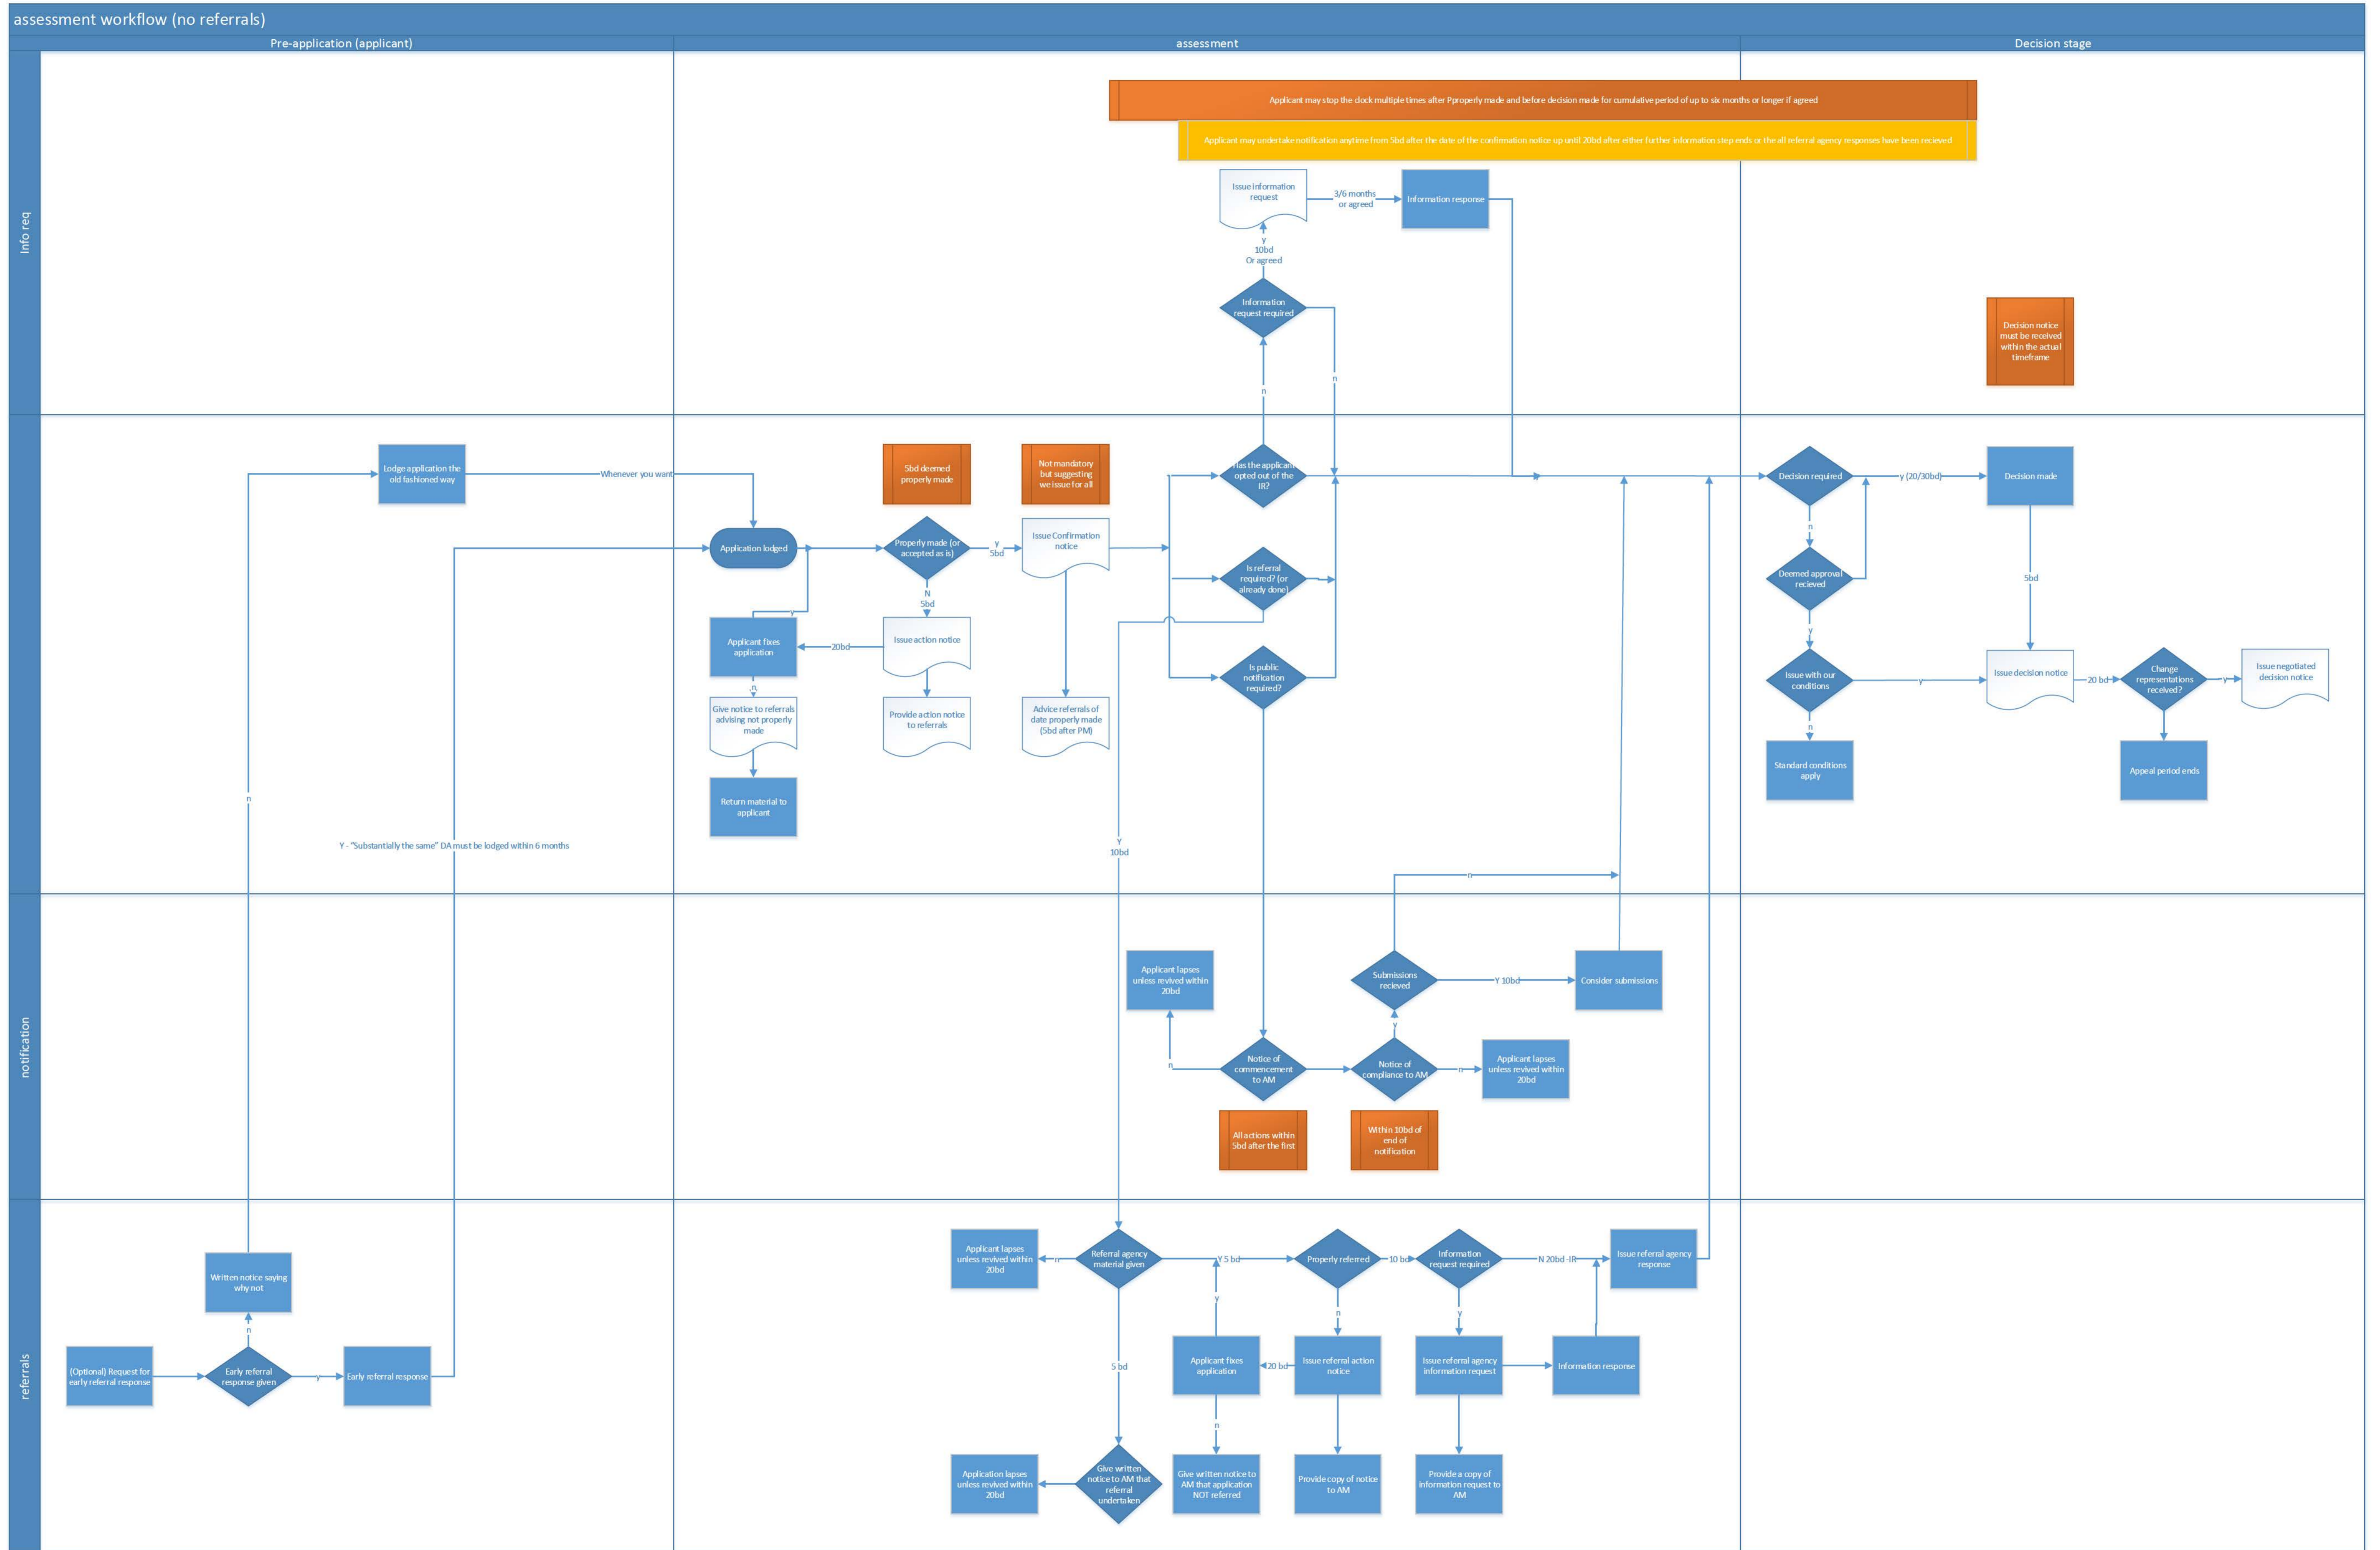 assessment workflow (no referrals)
Pre-application (applicant)
assessment
Decision stage
Info req
Applicant may stop the clock multiple times after Pproperly made and before decision made for cumulative period of up to six months or longer if agreed
Applicant may undertake notification anytime from 5bd after the date of the confirmation notice up until 20bd after either further information step ends or the all referral agency responses have been recieved
Issue information
request
3/6 months
or agreed
Information response
y
10bd
Or agreed
Information
request required
n
n
Decision notice
must be received
within the actual
timeframe
Lodge application the
old fashioned way
Whenever you want
5bd deemed
properly made
Not mandatory
but suggesting
we issue for all
Has the applicant
opted out of the
IR?
Decision required
y (20/30bd)
Decision made
Application lodged
Properly made (or
accepted as is)
y
5bd
Issue Confirmation
notice
N
5bd
Is referral
required? (or
already done)
n
Deemed approval
recieved
5bd
y
Applicant fixes
application
20bd
Issue action notice
Is public
notification
required?
y
Issue with our
conditions
y
Issue decision notice
20 bd
Change
representations
received?
y
Issue negotiated
decision notice
n
Give notice to referrals
advising not properly
made
Provide action notice
to referrals
Advice referrals of
date properly made
(5bd after PM)
n
Standard conditions
apply
Appeal period ends
Return material to
applicant
n
Y - "Substantially the same" DA must be lodged within 6 months
Y
10bd
n
notification
Applicant lapses
unless revived within
20bd
Submissions
recieved
Y 10bd
Consider submissions
y
n
Notice of
commencement
to AM
Notice of
compliance to AM
n
Applicant lapses
unless revived within
20bd
All actions within
5bd after the first
Within 10bd of
end of
notification
referrals
Written notice saying
why not
n
(Optional) Request for
early referral response
Early referral
response given
y
Early referral response
Applicant lapses
unless revived within
20bd
n
Referral agency
material given
Y 5 bd
Properly referred
10 bd
Information
request required
N 20bd -IR
Issue referral agency
response
y
n
y
5 bd
Applicant fixes
application
20 bd
Issue referral action
notice
Issue referral agency
information request
Information response
n
Application lapses
unless revived within
20bd
Give written
notice to AM that
referral
undertaken
Give written notice to
AM that application
NOT referred
Provide copy of notice
to AM
Provide a copy of
information request to
AM